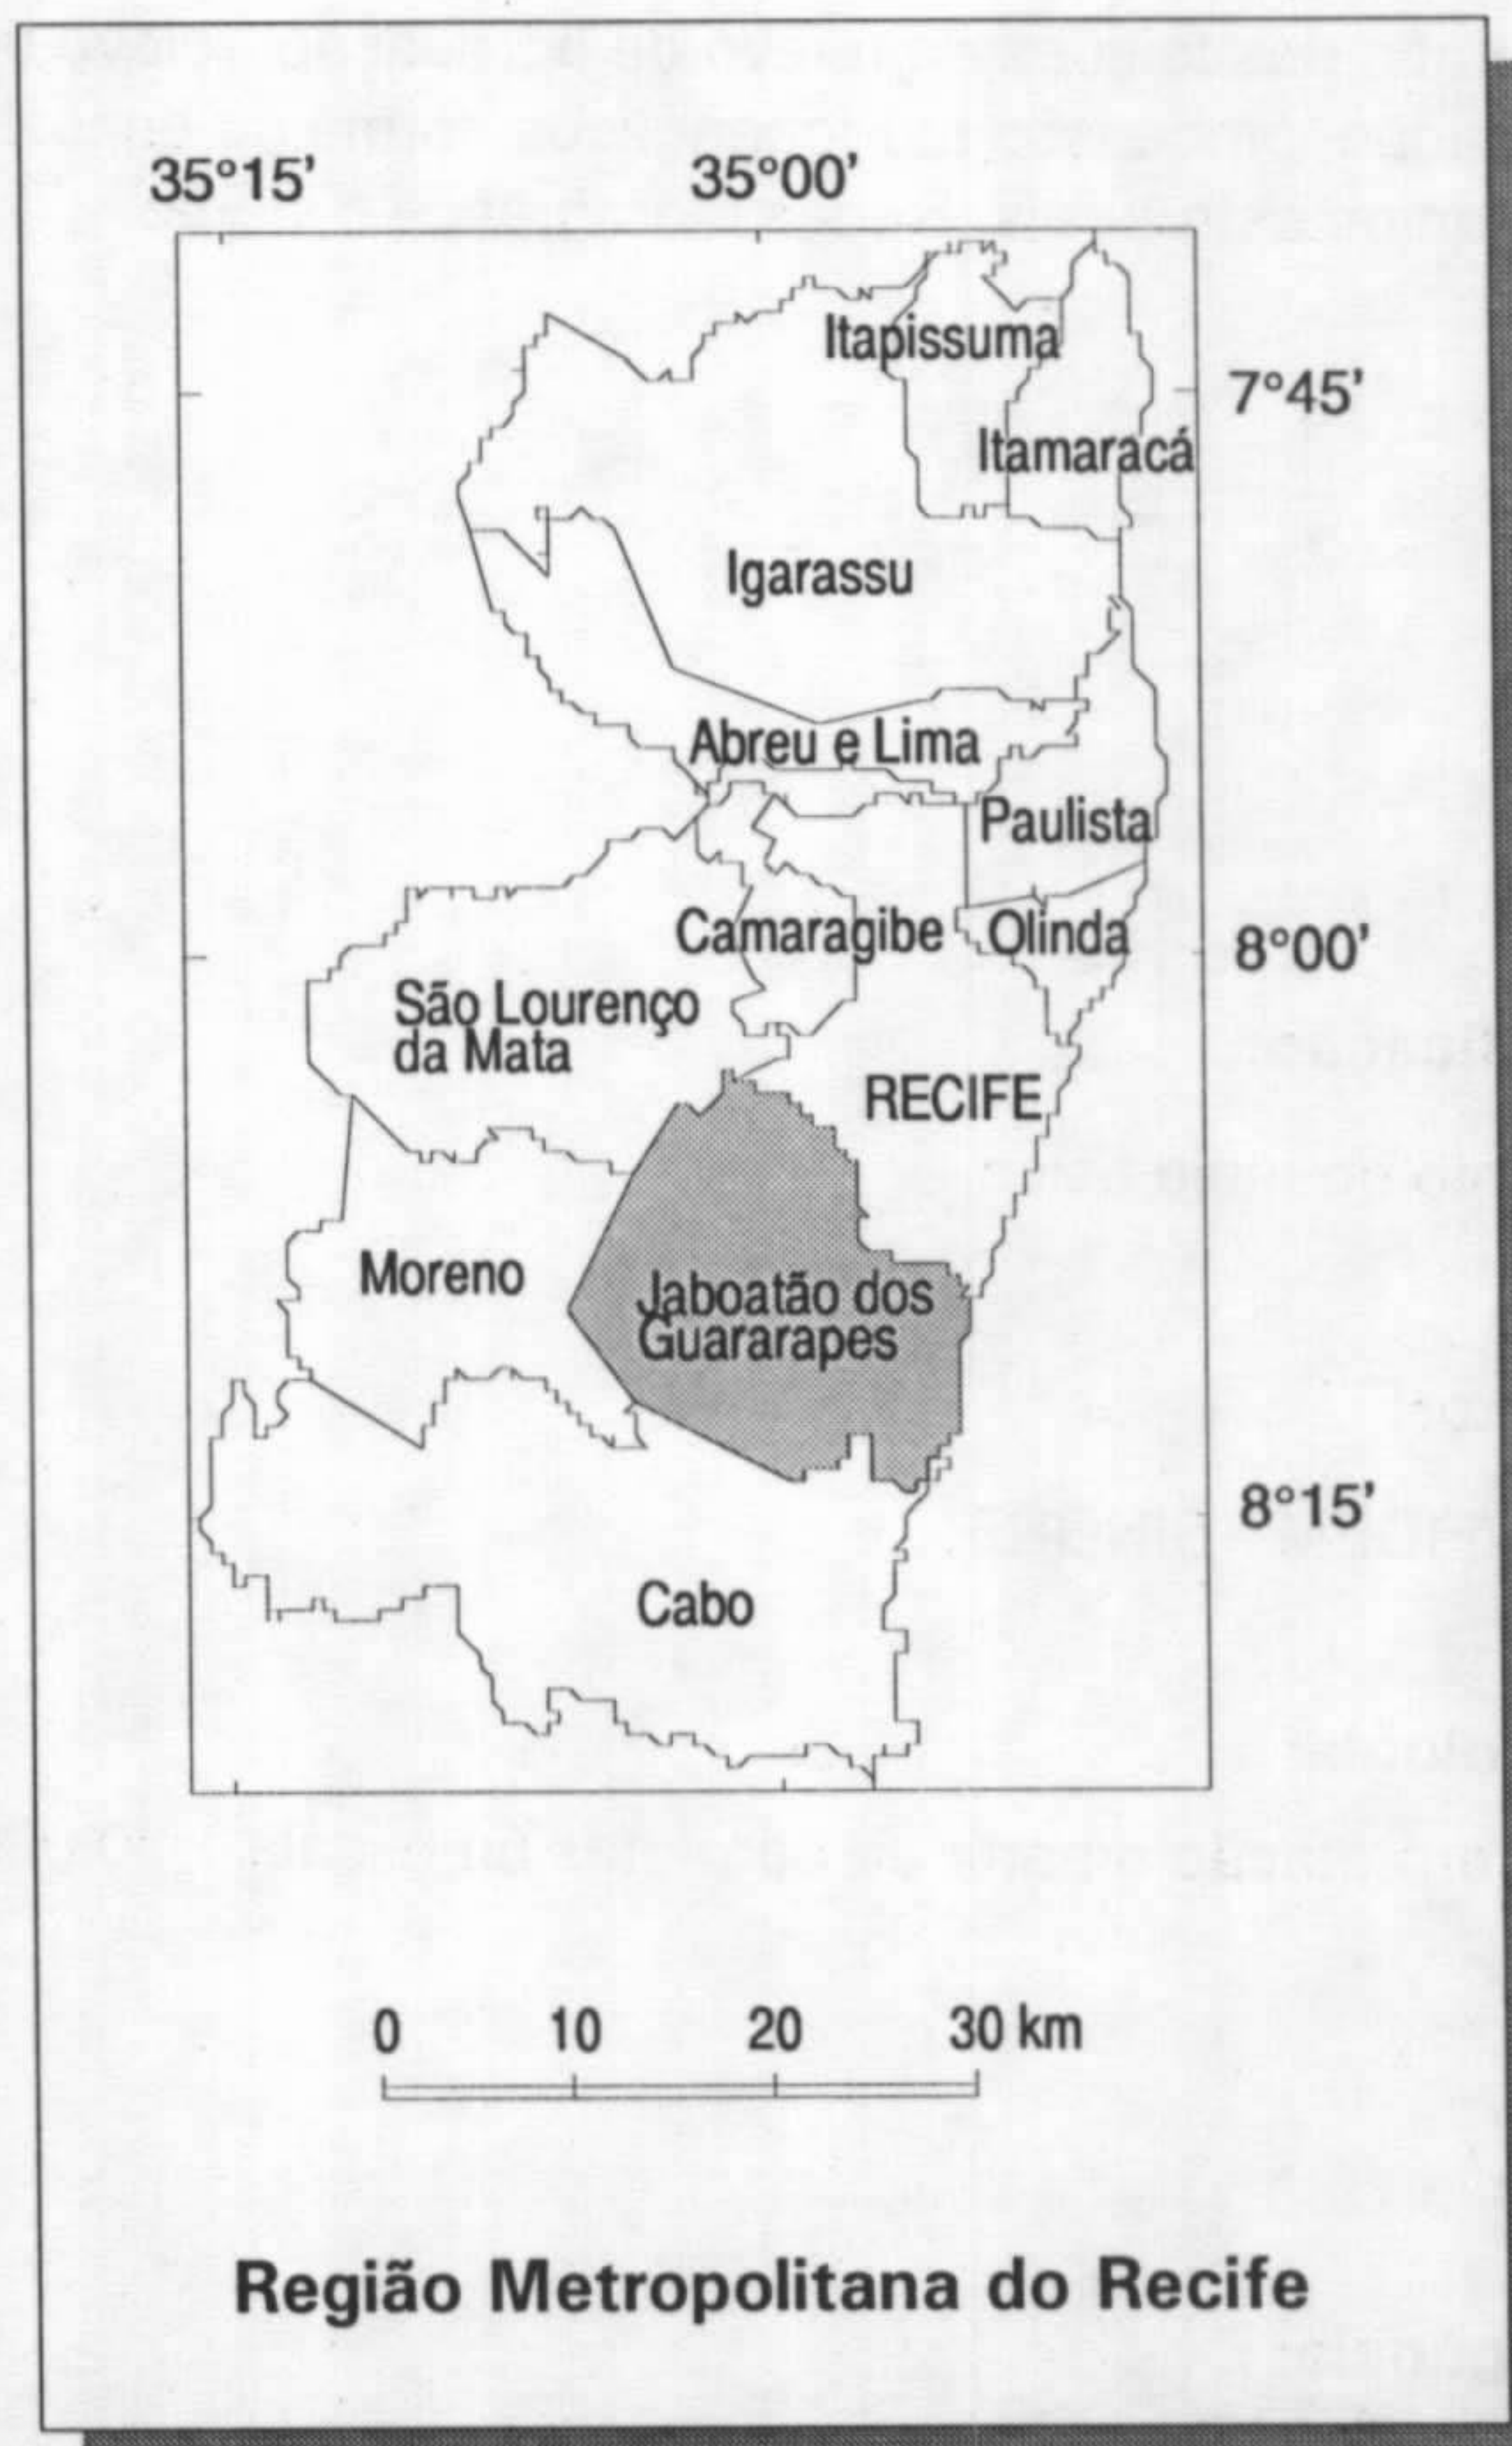 35°15'
35°00'
Itapissuma
7°45'
Itamaracá
Igarassu
Abreu e Lima
Paulista
Camaragibe
Olinda
8°00'
São Lourenço
da Mata
RECIFE
Moreno
Jaboatão dos
Guararapes
8°15'
Cabo
0 10 20 30 km
Região Metropolitana do Recife